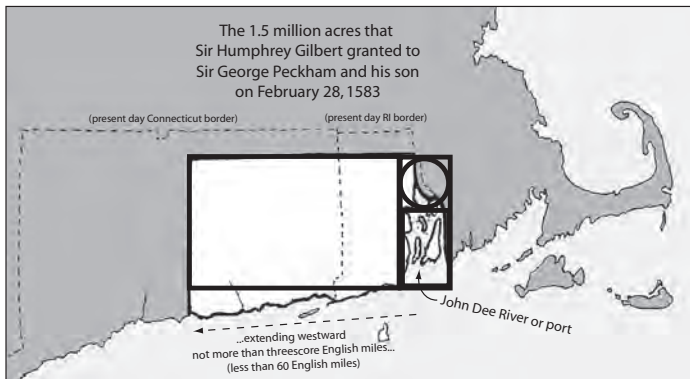 The 1.5 million acres that
Sir Humphrey Gilbert granted to
Sir George Peckham and his son
on February 28, 1583
(present day Connecticut border)
(present day RI border)
John Dee River or port
...extending westward
not more than threescore English miles...
(less than 60 English miles)